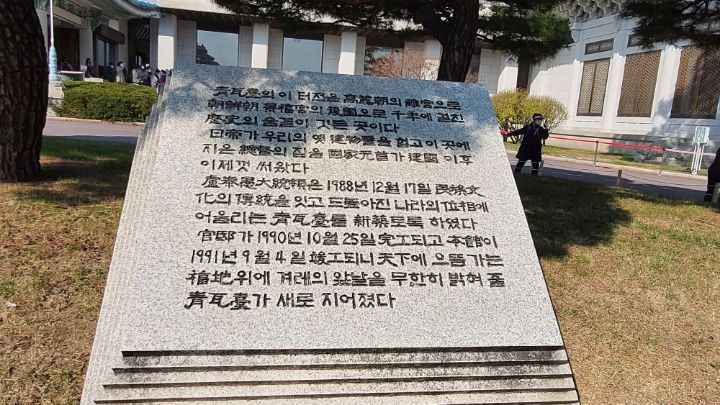 青瓦臺의 이 터전은 高麗朝의 離宮으로
朝鮮朝 景福宮의 後園으로 千年에 걸친
歷史의 숨결이 깃든 곳이다
日帝가 우리의 옛 建物들을 헐고 이 곳에
지은 總督의 집을 國家元首가 建國 이후
이제껏 써왔다
盧泰愚大統領은 1988年 12月 17日 民族文
化의 傳統을 잇고 드높아진 나라의 位相에
어울리는 靑瓦臺를 新築토록 하였다
官邸가 1990年 10月 25日 完工되고 本館이
1991年 9月 4日 竣工되니 天下에 으뜸 가는
福地 위에 겨레의 앞날을 무한히 밝혀 줄
靑瓦臺가 새로 지어졌다